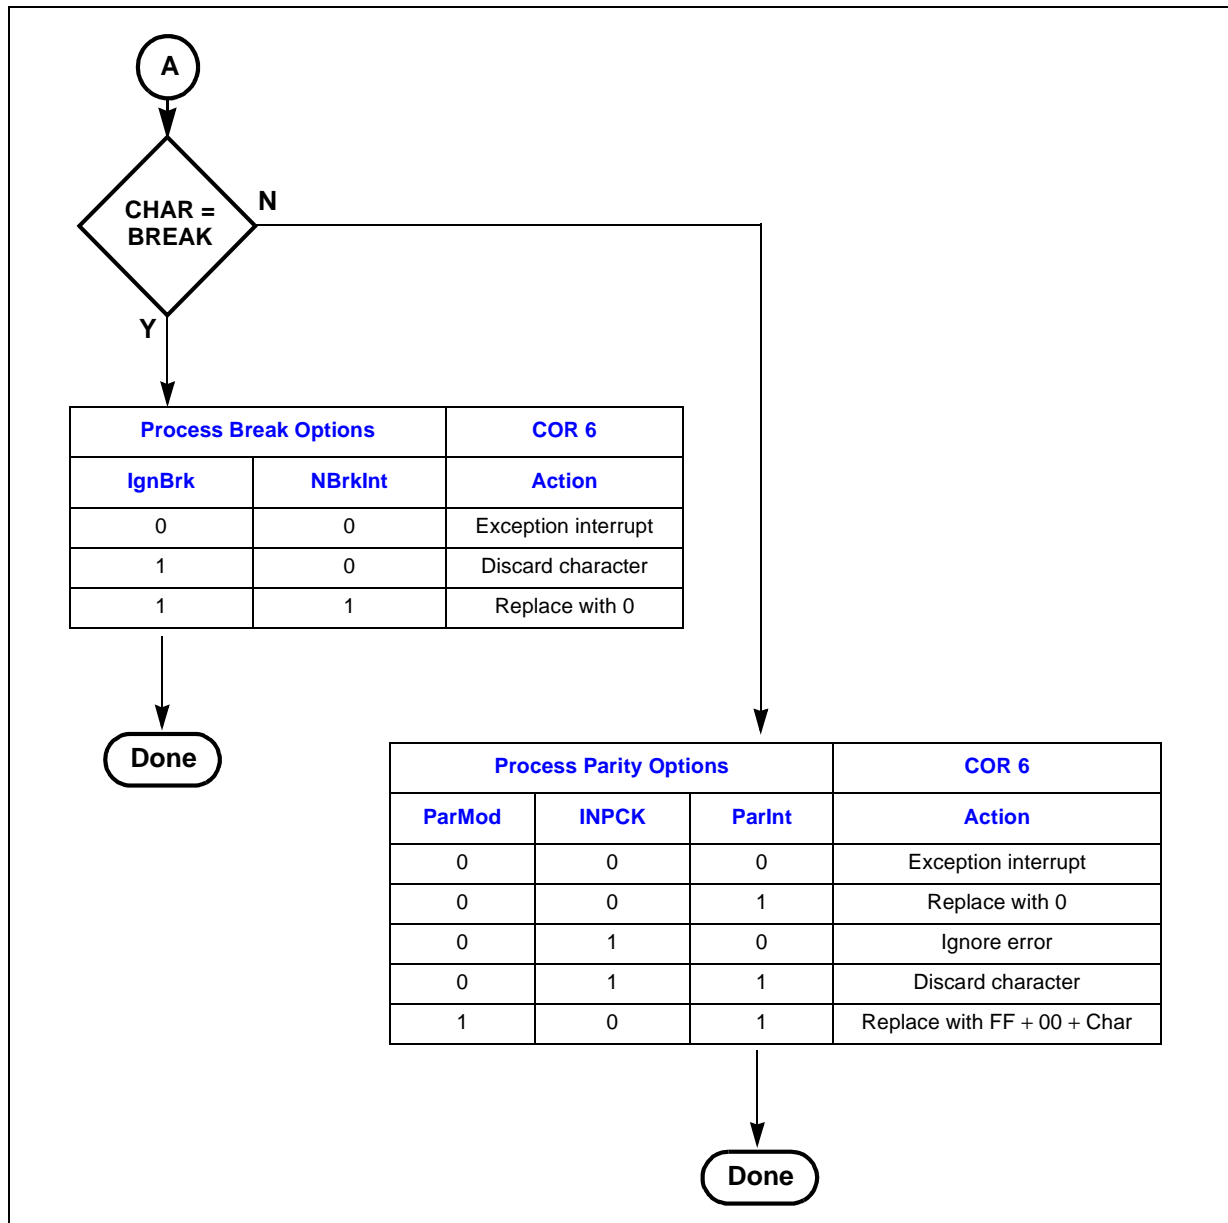 A
CHAR =
BREAK
N
Y
Process Break Options COR 6
IgnBrk NBrkInt Action
0 0 Exception interrupt
1 0 Discard character
1 1 Replace with 0
Done
Process Parity Options COR 6
ParMod INPCK ParInt Action
0 0 0 Exception interrupt
0 0 1 Replace with 0
0 1 0 Ignore error
0 1 1 Discard character
1 0 1 Replace with FF + 00 + Char
Done